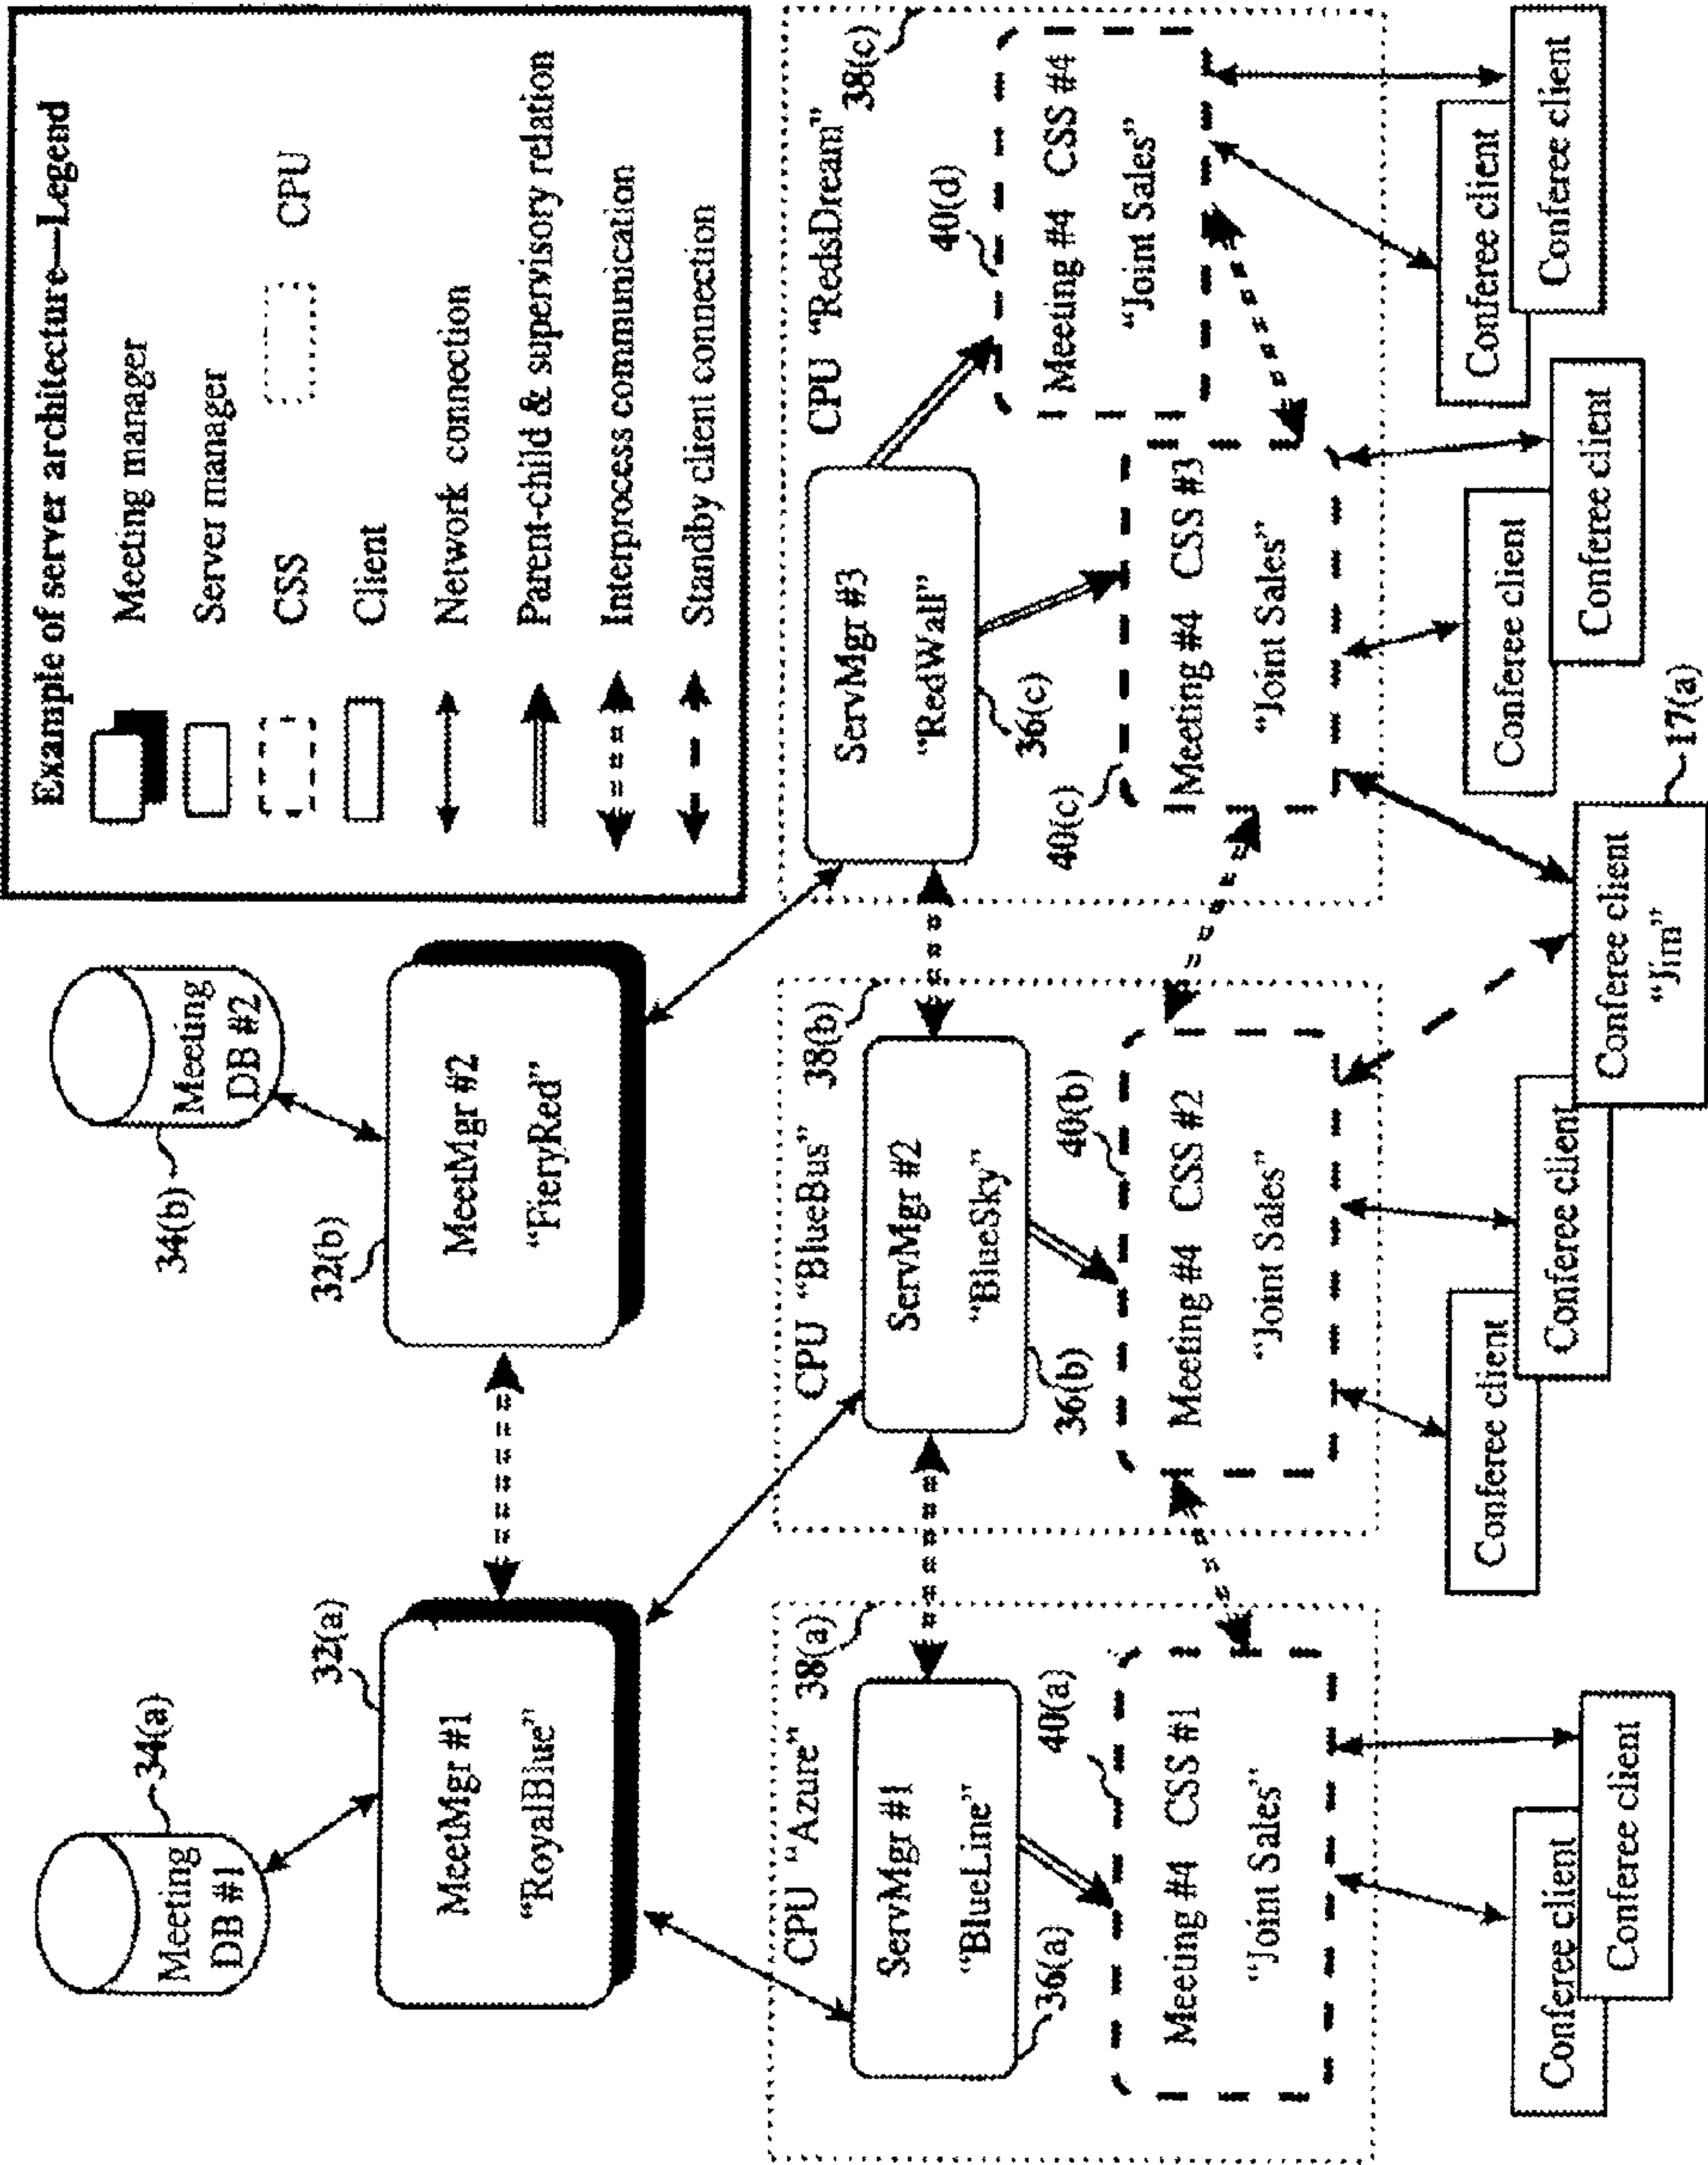 Example of server architecture—Legend
Meeting manager
Server manager
CSS
CPU
Client
Network connection
Parent-child & supervisory relation
Interprocess communication
Standby client connection
34(a)
Meeting
DB #1
34(b)
Meeting
DB #2
32(a)
MeetMgr #1
“RoyalBlue”
32(b)
MeetMgr #2
“FieryRed”
CPU “Azure”
38(a)
ServMgr #1
“BlueLine”
36(a)
40(a)
Meeting #4 CSS #1
“Joint Sales”
CPU “BlueBus”
38(b)
ServMgr #2
“BlueSky”
36(b)
40(b)
Meeting #4 CSS #2
“Joint Sales”
CPU “RedsDream”
38(c)
ServMgr #3
“RedWall”
36(c)
40(c)
Meeting #4 CSS #3
“Joint Sales”
40(d)
Meeting #4 CSS #4
“Joint Sales”
Conferee client
Conferee client
Conferee client
Conferee client
Conferee client
“Jim”
17(a)
Conferee client
Conferee client
Conferee client
Conferee client